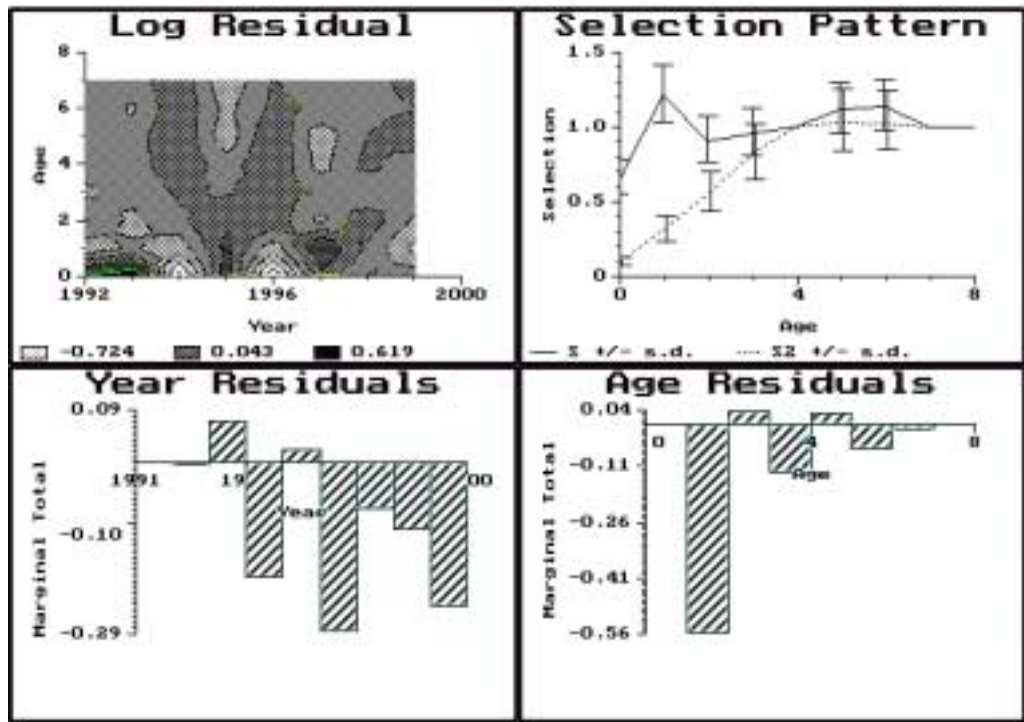 Log Residual
8
6
4
2
0
Age
1992
1996
2000
Year
-0.724
0.043
0.619
Selection Pattern
1.5
1.0
0.5
0
Selection
0
4
8
Age
S +/- s.d.
S2 +/- s.d.
Year Residuals
0.09
-0.10
-0.29
Marginal Total
1991
19
00
Year
Age Residuals
0.04
-0.11
-0.26
-0.41
-0.56
Marginal Total
0
4
8
Age